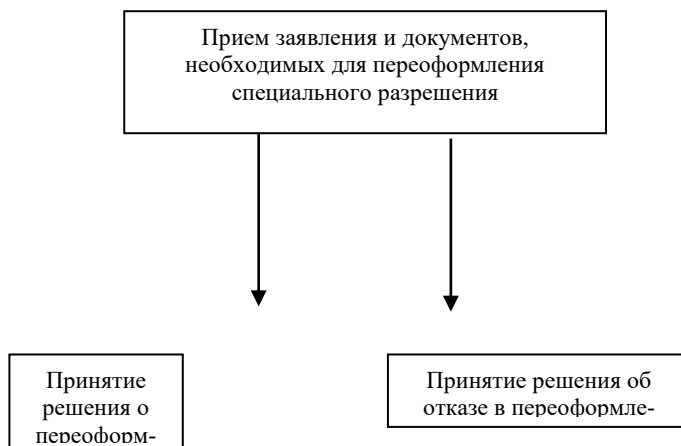 Прием заявления и документов,
необходимых для переоформления
специального разрешения
Принятие
решения о
переоформ-
Принятие решения об
отказе в переоформле-